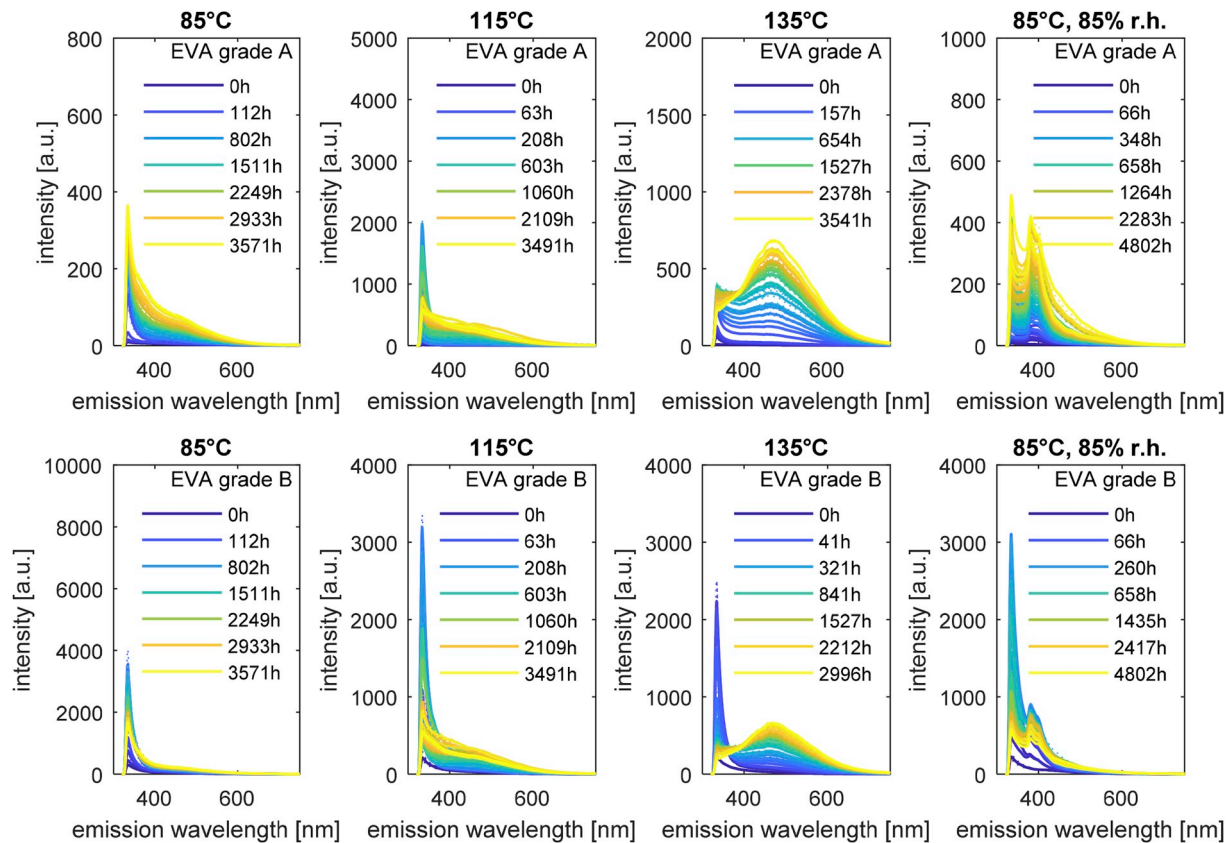 85°C
EVA grade A
0h
112h
802h
1511h
2249h
2933h
3571h
800
600
400
200
0
400 600
intensity [a.u.]
emission wavelength [nm]
115°C
EVA grade A
0h
63h
208h
603h
1060h
2109h
3491h
5000
4000
3000
2000
1000
0
400 600
intensity [a.u.]
emission wavelength [nm]
135°C
EVA grade A
0h
157h
654h
1527h
2378h
3541h
2000
1500
1000
500
0
400 600
intensity [a.u.]
emission wavelength [nm]
85°C, 85% r.h.
EVA grade A
0h
66h
348h
658h
1264h
2283h
4802h
1000
800
600
400
200
0
400 600
intensity [a.u.]
emission wavelength [nm]
85°C
EVA grade B
0h
112h
802h
1511h
2249h
2933h
3571h
10000
8000
6000
4000
2000
0
400 600
intensity [a.u.]
emission wavelength [nm]
115°C
EVA grade B
0h
63h
208h
603h
1060h
2109h
3491h
4000
3000
2000
1000
0
400 600
intensity [a.u.]
emission wavelength [nm]
135°C
EVA grade B
0h
41h
321h
841h
1527h
2212h
2996h
4000
3000
2000
1000
0
400 600
intensity [a.u.]
emission wavelength [nm]
85°C, 85% r.h.
EVA grade B
0h
66h
260h
658h
1435h
2417h
4802h
4000
3000
2000
1000
0
400 600
intensity [a.u.]
emission wavelength [nm]